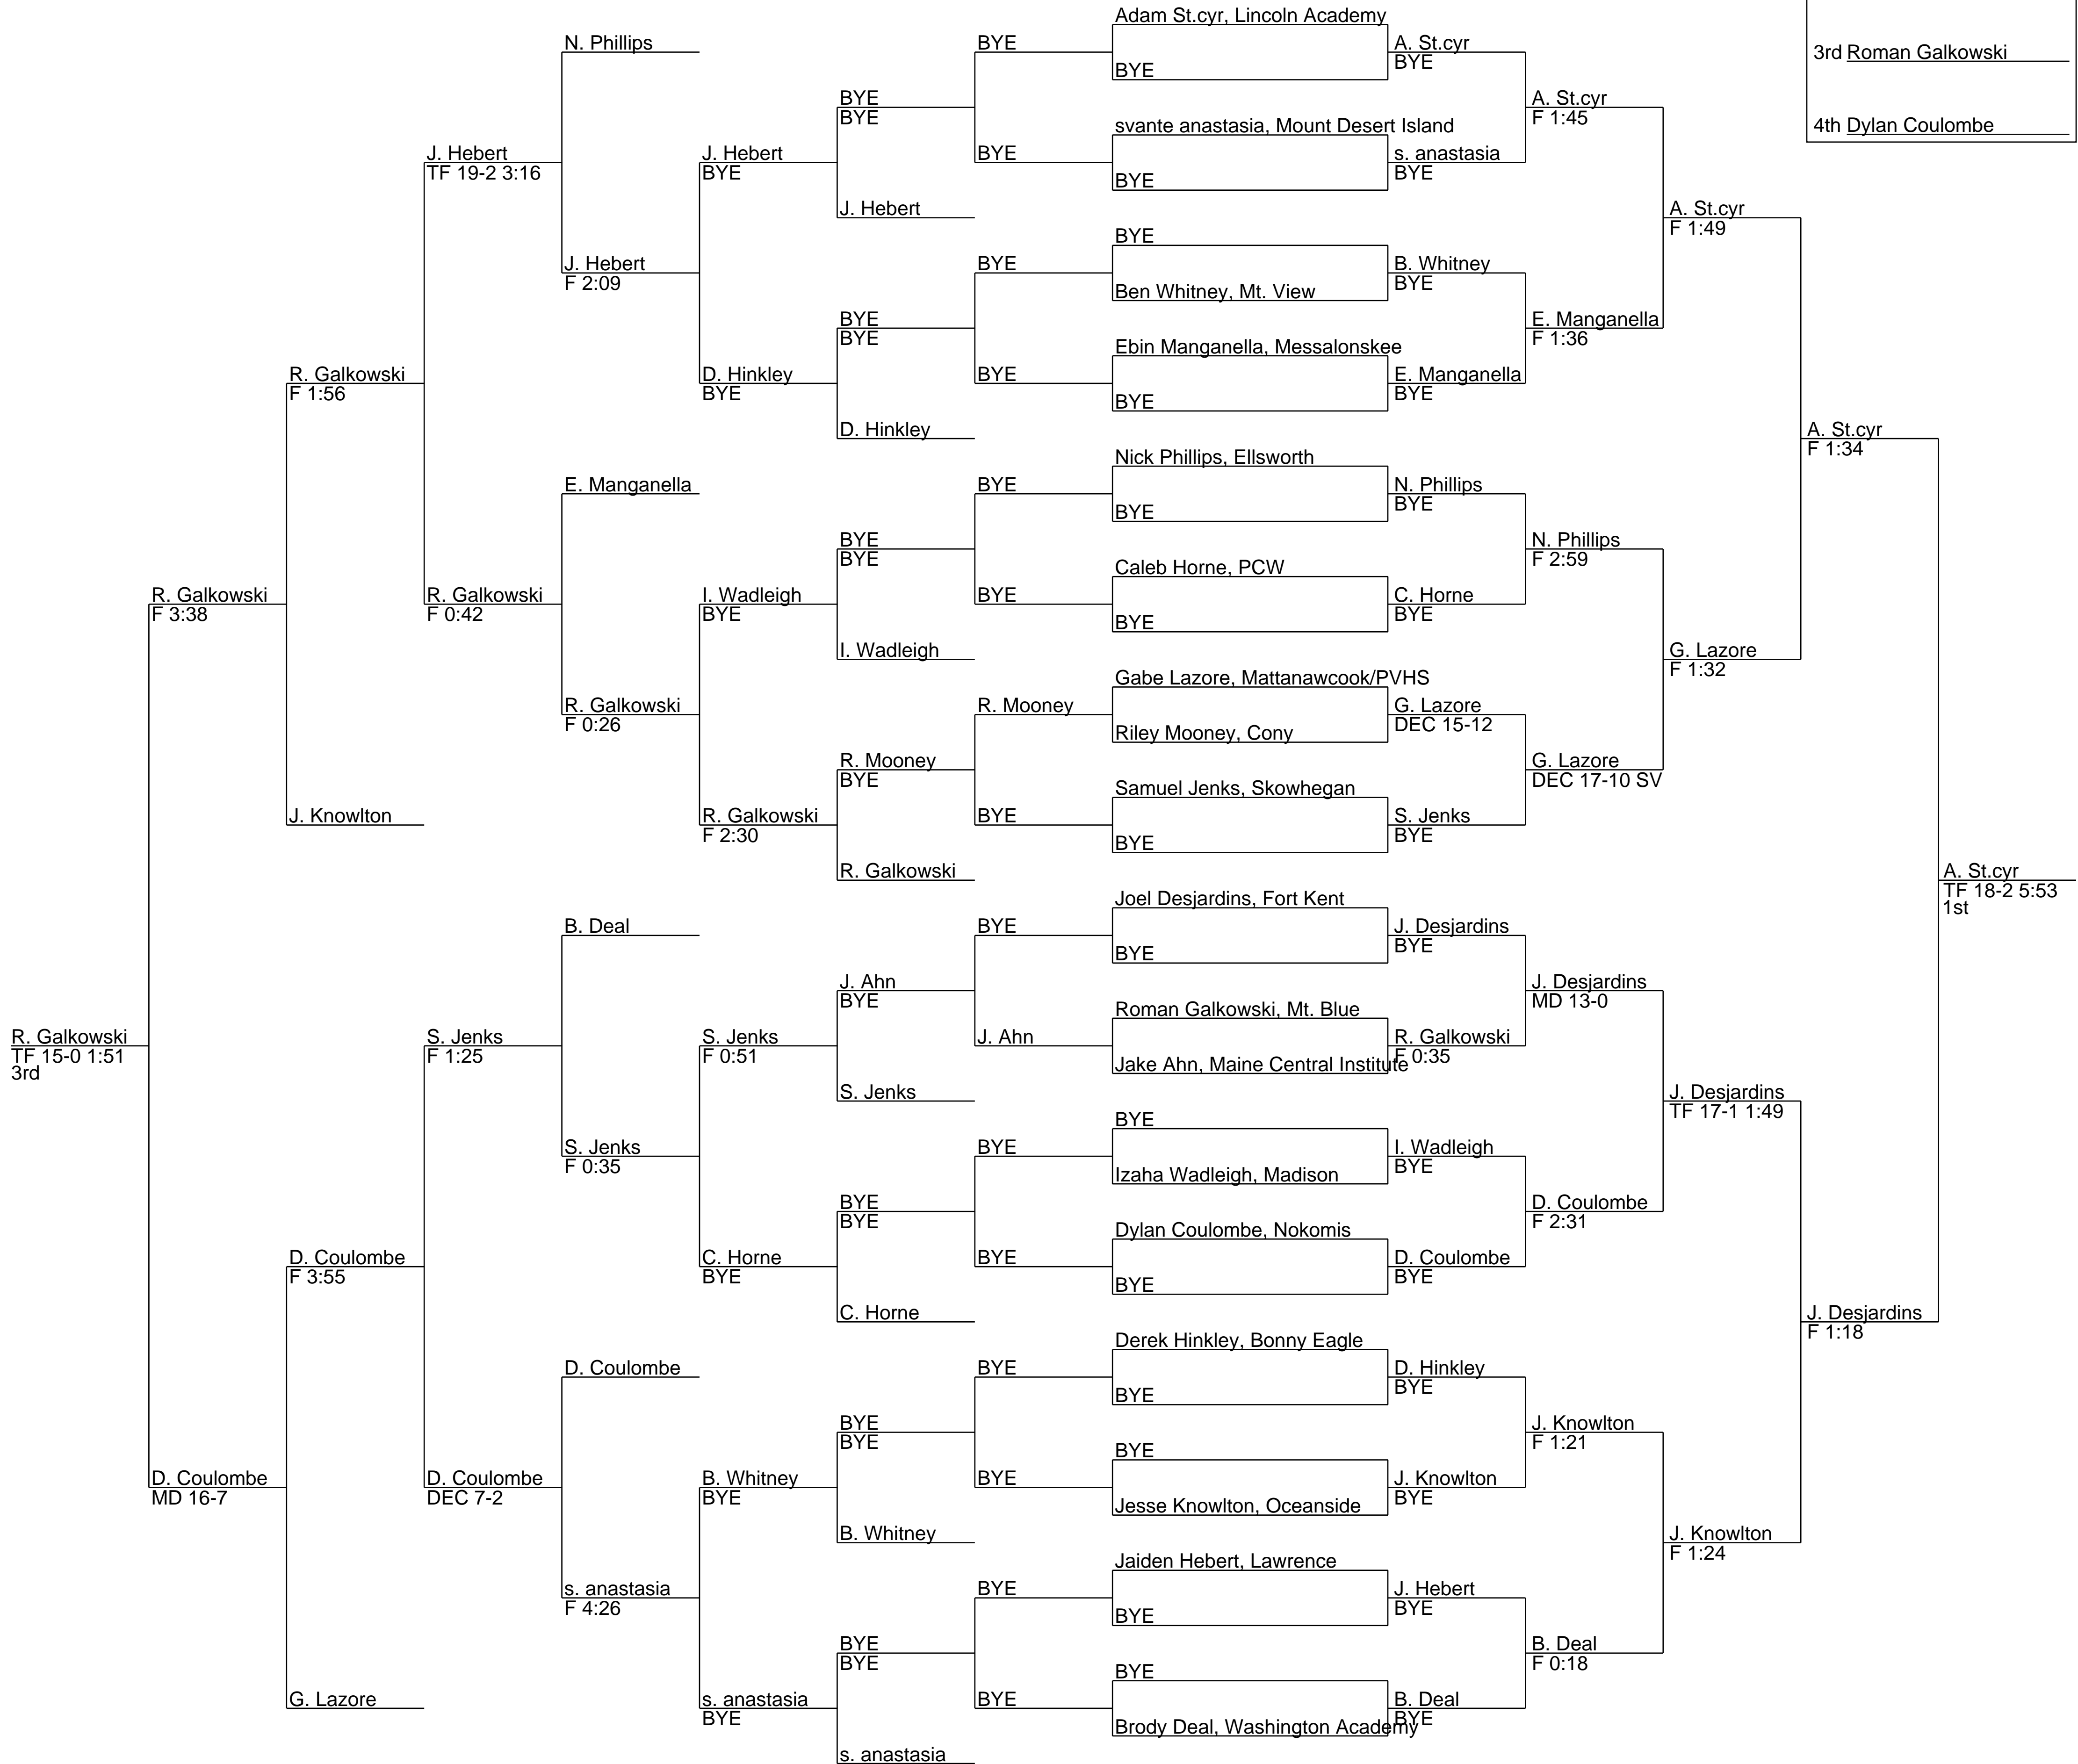 Adam St.cyr, Lincoln Academy
N. Phillips
BYE
A. St.cyr
3rd Roman Galkowski
BYE
BYE
BYE
A. St.cyr
BYE
F 1:45
svante anastasia, Mount Desert Island
4th Dylan Coulombe
J. Hebert
J. Hebert
BYE
s. anastasia
TF 19-2 3:16
BYE
BYE
BYE
J. Hebert
A. St.cyr
F 1:49
BYE
J. Hebert
BYE
B. Whitney
F 2:09
BYE
Ben Whitney, Mt. View
BYE
E. Manganella
BYE
F 1:36
Ebin Manganella, Messalonskee
R. Galkowski
D. Hinkley
BYE
E. Manganella
F 1:56
BYE
BYE
BYE
D. Hinkley
A. St.cyr
F 1:34
Nick Phillips, Ellsworth
E. Manganella
BYE
N. Phillips
BYE
BYE
BYE
N. Phillips
BYE
F 2:59
Caleb Horne, PCW
R. Galkowski
R. Galkowski
I. Wadleigh
BYE
C. Horne
F 3:38
F 0:42
BYE
BYE
BYE
I. Wadleigh
G. Lazore
F 1:32
Gabe Lazore, Mattanawcook/PVHS
R. Galkowski
R. Mooney
G. Lazore
F 0:26
DEC 15-12
Riley Mooney, Cony
R. Mooney
G. Lazore
BYE
DEC 17-10 SV
Samuel Jenks, Skowhegan
J. Knowlton
R. Galkowski
BYE
S. Jenks
F 2:30
BYE
BYE
R. Galkowski
A. St.cyr
TF 18-2 5:53
1st
Joel Desjardins, Fort Kent
B. Deal
BYE
J. Desjardins
BYE
BYE
J. Ahn
J. Desjardins
BYE
MD 13-0
Roman Galkowski, Mt. Blue
R. Galkowski
S. Jenks
S. Jenks
J. Ahn
R. Galkowski
TF 15-0 1:51
F 1:25
F 0:51
F 0:35
3rd
Jake Ahn, Maine Central Institute
S. Jenks
J. Desjardins
TF 17-1 1:49
BYE
S. Jenks
BYE
I. Wadleigh
F 0:35
BYE
Izaha Wadleigh, Madison
BYE
D. Coulombe
BYE
F 2:31
Dylan Coulombe, Nokomis
D. Coulombe
C. Horne
BYE
D. Coulombe
F 3:55
BYE
BYE
BYE
C. Horne
J. Desjardins
F 1:18
Derek Hinkley, Bonny Eagle
D. Coulombe
BYE
D. Hinkley
BYE
BYE
BYE
J. Knowlton
BYE
F 1:21
BYE
D. Coulombe
D. Coulombe
B. Whitney
BYE
J. Knowlton
MD 16-7
DEC 7-2
BYE
BYE
Jesse Knowlton, Oceanside
B. Whitney
J. Knowlton
F 1:24
Jaiden Hebert, Lawrence
s. anastasia
BYE
J. Hebert
F 4:26
BYE
BYE
BYE
B. Deal
BYE
F 0:18
BYE
G. Lazore
s. anastasia
BYE
B. Deal
BYE
BYE
Brody Deal, Washington Academy
s. anastasia